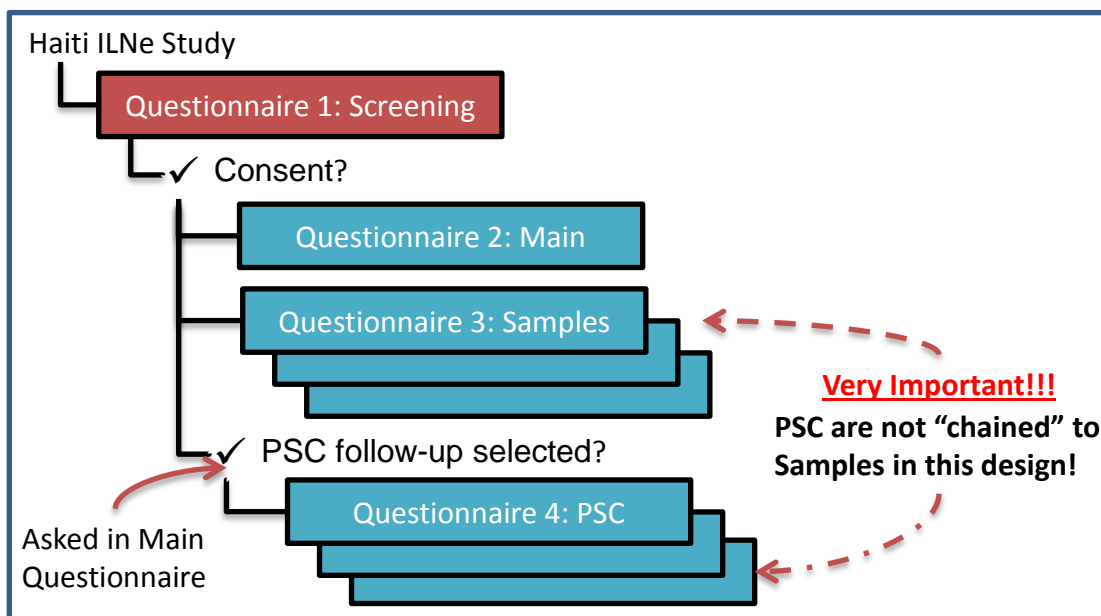 Haiti ILNe Study
Questionnaire 1: Screening
✓ Consent?
Questionnaire 2: Main
Questionnaire 3: Samples
Very Important!!!
PSC are not “chained” to
Samples in this design!
✓ PSC follow-up selected?
Questionnaire 4: PSC
Asked in Main
Questionnaire